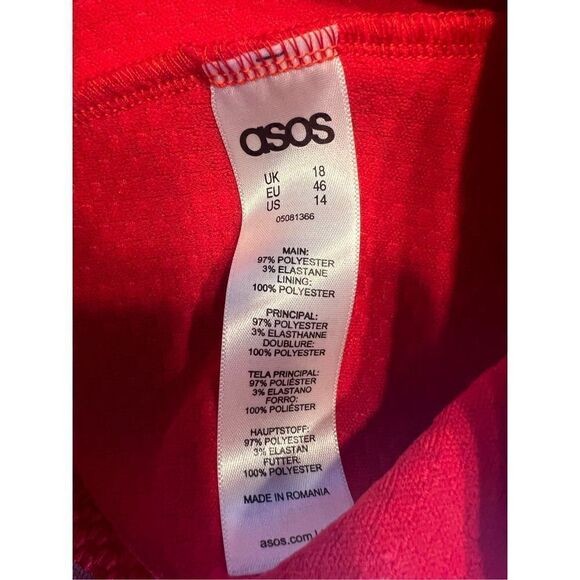 asos
UK 18
EU 46
US 14
05081366
MAIN:
97% POLYESTER
3% ELASTANE
LINING:
100% POLYESTER
PRINCIPAL:
97% POLYESTER
3% ELASTHANNE
DOUBLURE:
100% POLYESTER
TELA PRINCIPAL:
97% POLIÉSTER
3% ELASTANO
FORRO:
100% POLIÉSTER
HAUPTSTOFF:
97% POLYESTER
3% ELASTAN
FUTTER:
100% POLYESTER
MADE IN ROMANIA
asos.com